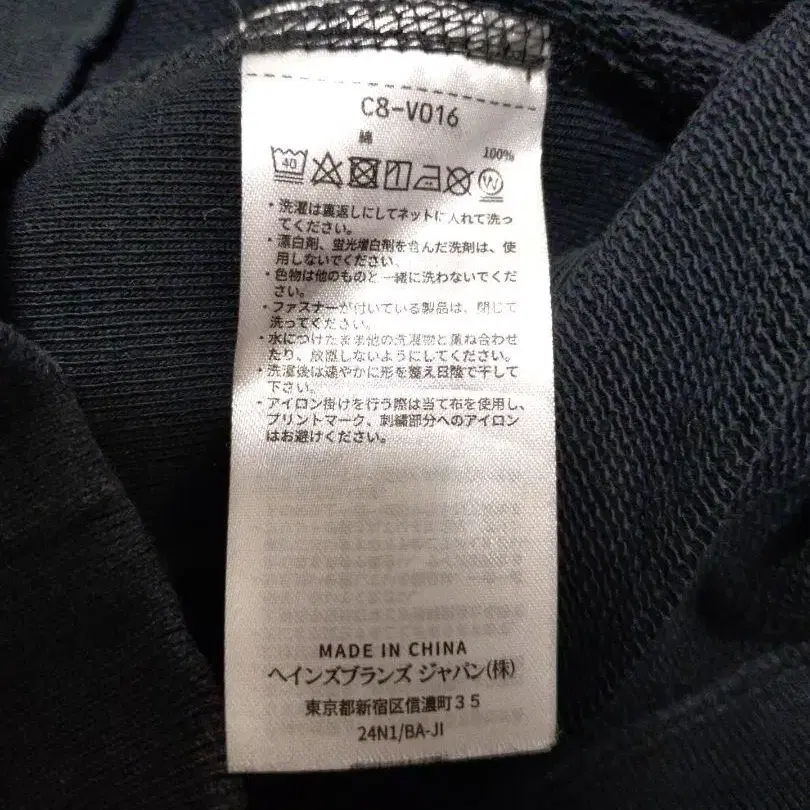 C8-V016
綿
100%
40
W
・洗濯は裏返しにしてネットに入れて洗っ
てください。
・漂白剤、蛍光増白剤を含んだ洗剤は、使
用しないでください。
・色物は他のものと一緒に洗わないでくだ
さい。
・ファスナーが付いている製品は、閉じて
洗ってください。
・水につけたまま他の洗濯物と重ね合わせ
たり、放置しないようにしてください。
・洗濯後は速やかに形を整え日陰で干して
下さい。
・アイロン掛けを行う際は当て布を使用し、
プリントマーク、刺繍部分へのアイロン
はお避けください。
MADE IN CHINA
ヘインズブランズ ジャパン(株)
東京都新宿区信濃町35
24N1/BA-JI